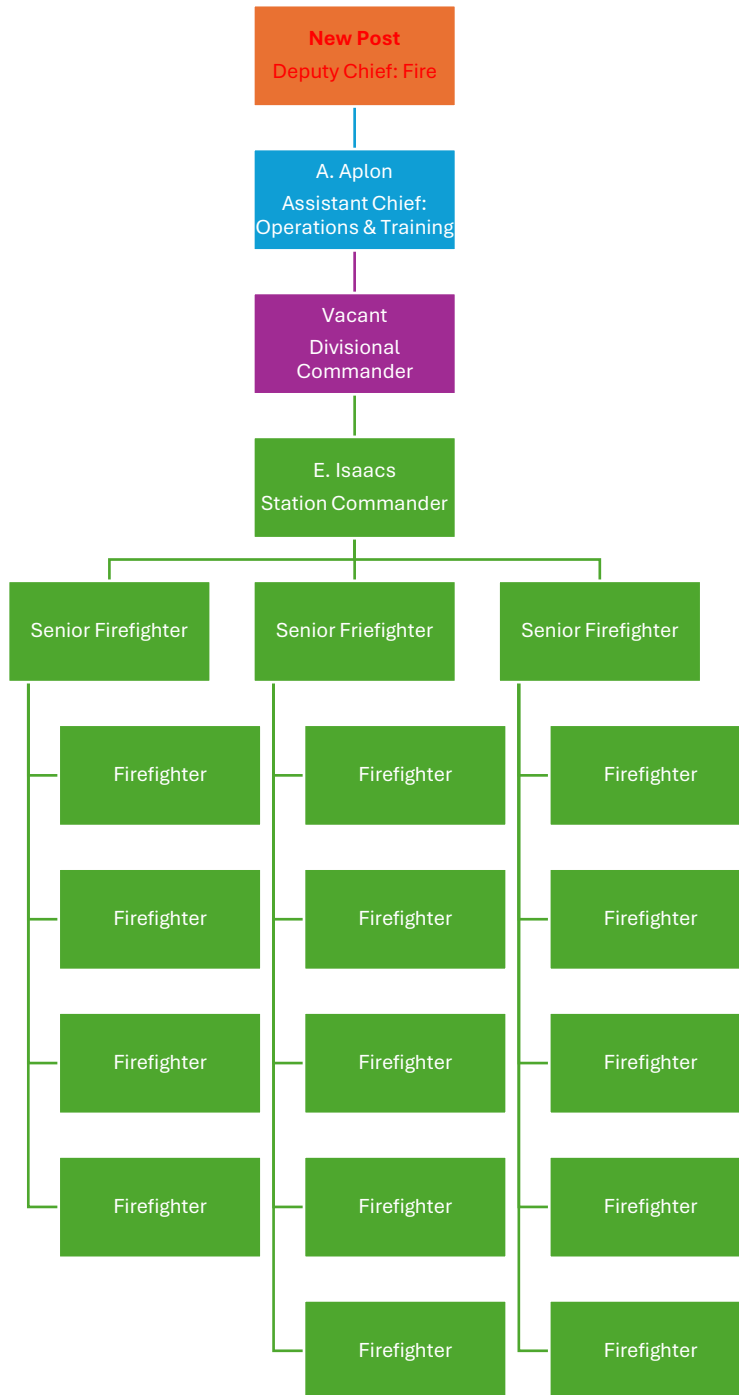 New Post
Deputy Chief: Fire
A. Aplon
Assistant Chief:
Operations & Training
Vacant
Divisional
Commander
E. Isaacs
Station Commander
Senior Firefighter
Senior Friefighter
Senior Firefighter
Firefighter
Firefighter
Firefighter
Firefighter
Firefighter
Firefighter
Firefighter
Firefighter
Firefighter
Firefighter
Firefighter
Firefighter
Firefighter
Firefighter